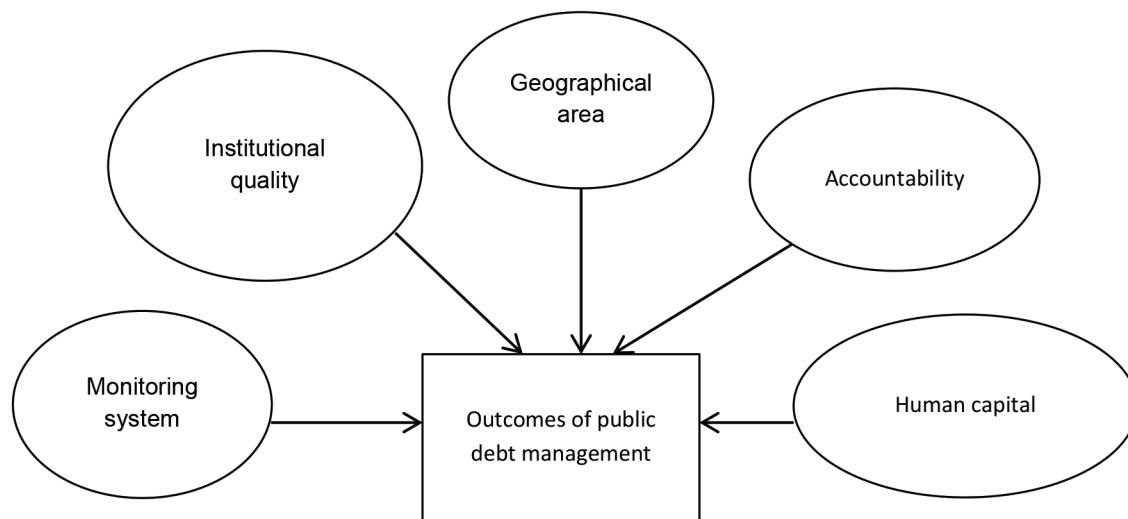 Geographical
area
Institutional
quality
Accountability
Monitoring
system
Outcomes of public
debt management
Human capital